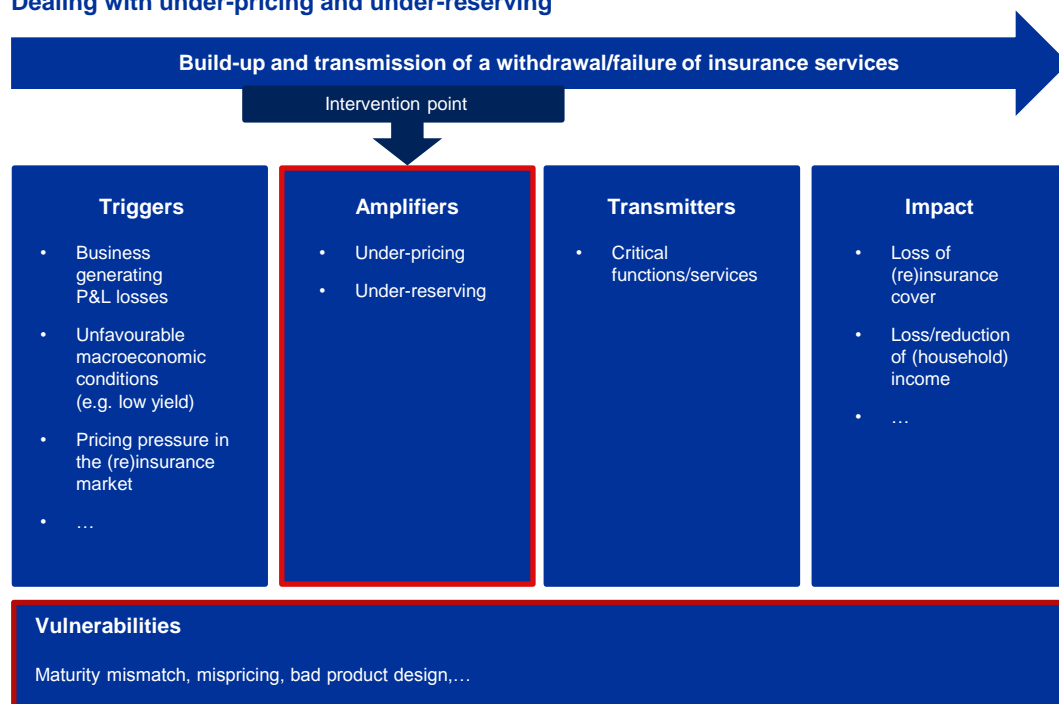 Dealing with under-pricing and under-reserving
Build-up and transmission of a withdrawal/failure of insurance services
Intervention point
Triggers
• Business
generating
P&L losses
• Unfavourable
macroeconomic
conditions
(e.g. low yield)
• Pricing pressure in
the (re)insurance
market
• …
Amplifiers
• Under-pricing
• Under-reserving
Transmitters
• Critical
functions/services
Impact
• Loss of
(re)insurance
cover
• Loss/reduction
of (household)
income
• …
Vulnerabilities
Maturity mismatch, mispricing, bad product design,…